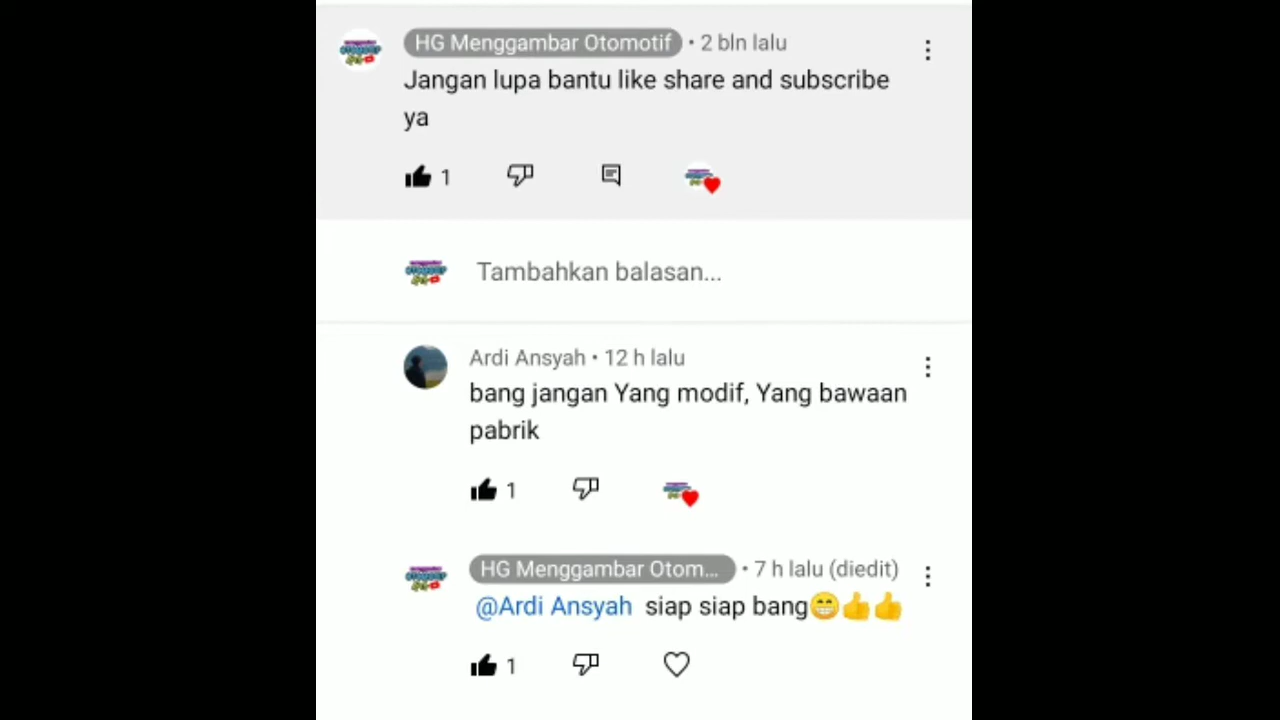 HG Menggambar Otomotif • 2 bln lalu
Jangan lupa bantu like share and subscribe
ya
1
Tambahkan balasan...
Ardi Ansyah • 12 h lalu
bang jangan Yang modif, Yang bawaan
pabrik
1
HG Menggambar Otom... • 7 h lalu (diedit)
@Ardi Ansyah siap siap bang😁👍👍
1